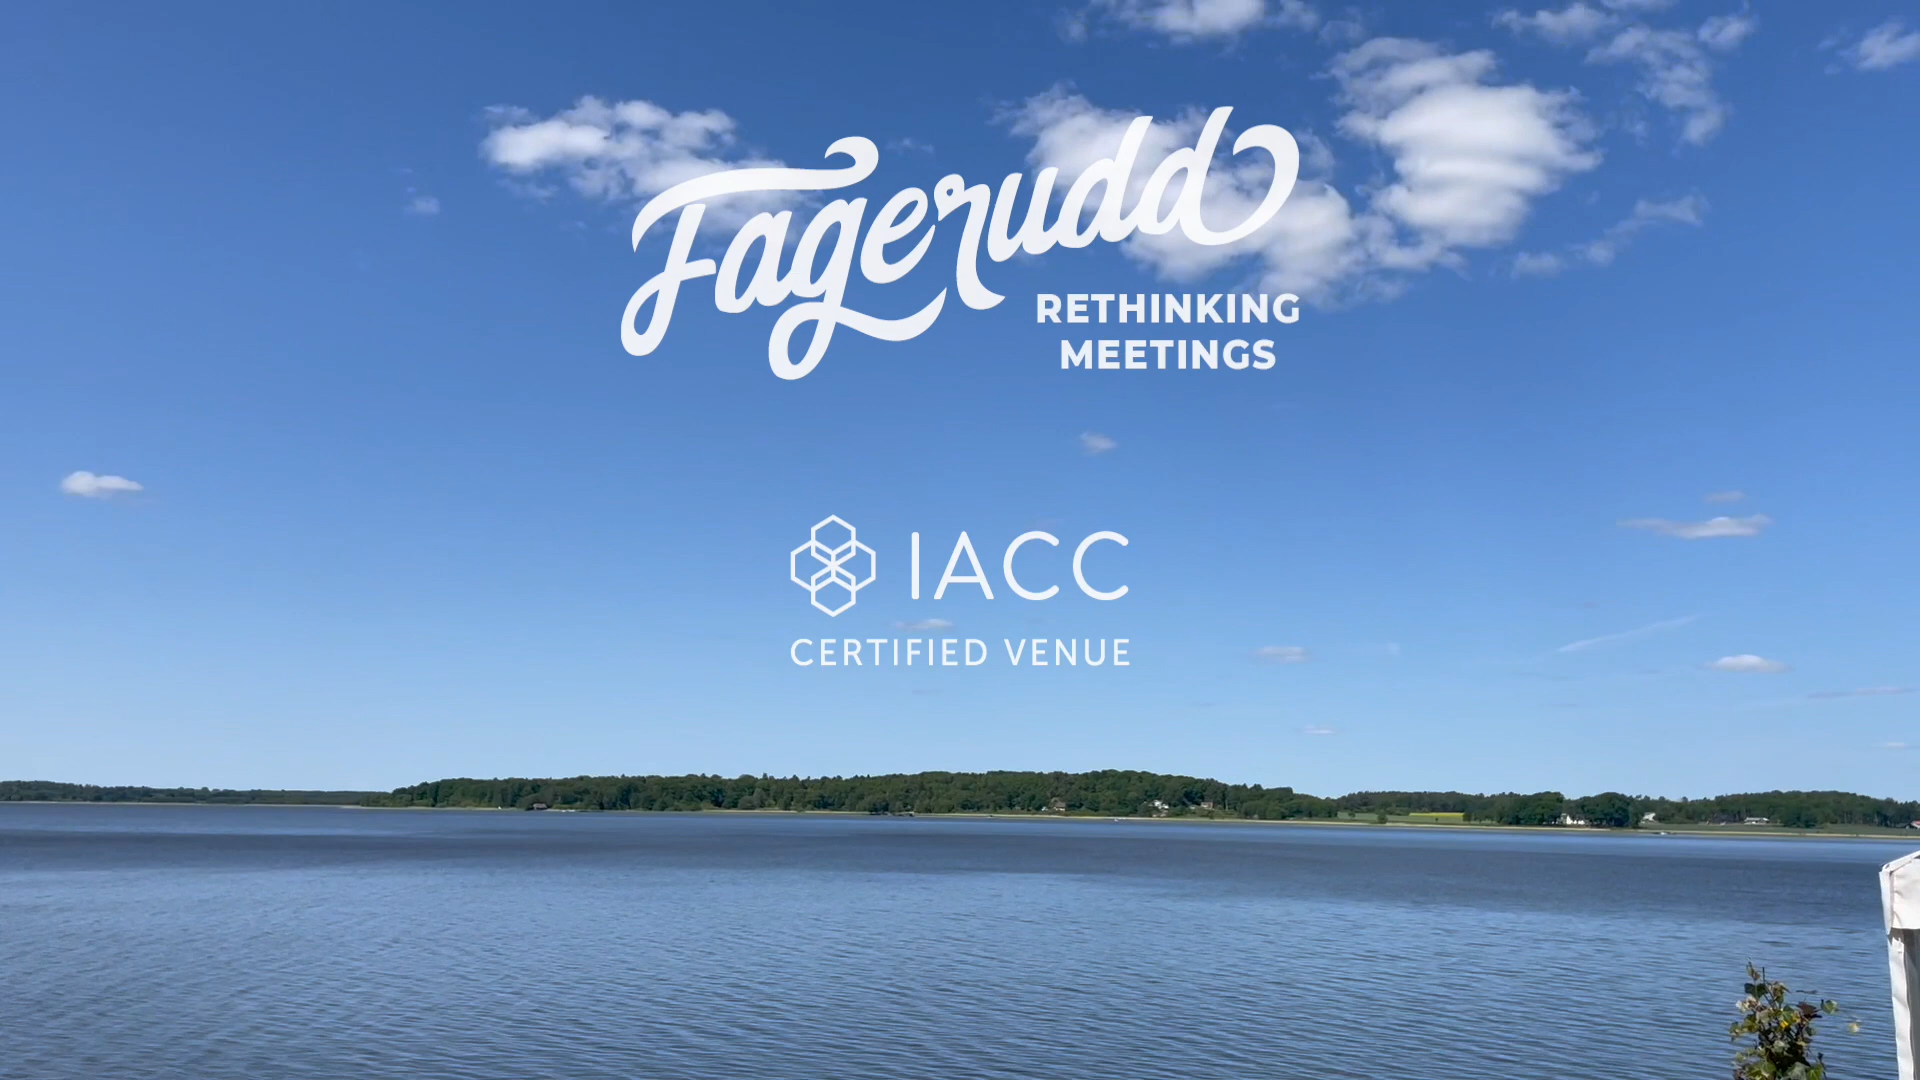 Fagerudd
RETHINKING
MEETINGS
IACC
CERTIFIED VENUE